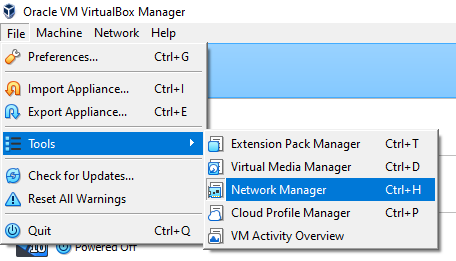 Oracle VM VirtualBox Manager
File Machine Network Help
Preferences... Ctrl+G
Import Appliance... Ctrl+I
Export Appliance... Ctrl+E
Tools
Extension Pack Manager Ctrl+T
Virtual Media Manager Ctrl+D
Network Manager Ctrl+H
Cloud Profile Manager Ctrl+P
VM Activity Overview
Check for Updates...
Reset All Warnings
Quit Ctrl+Q
10 Powered Off